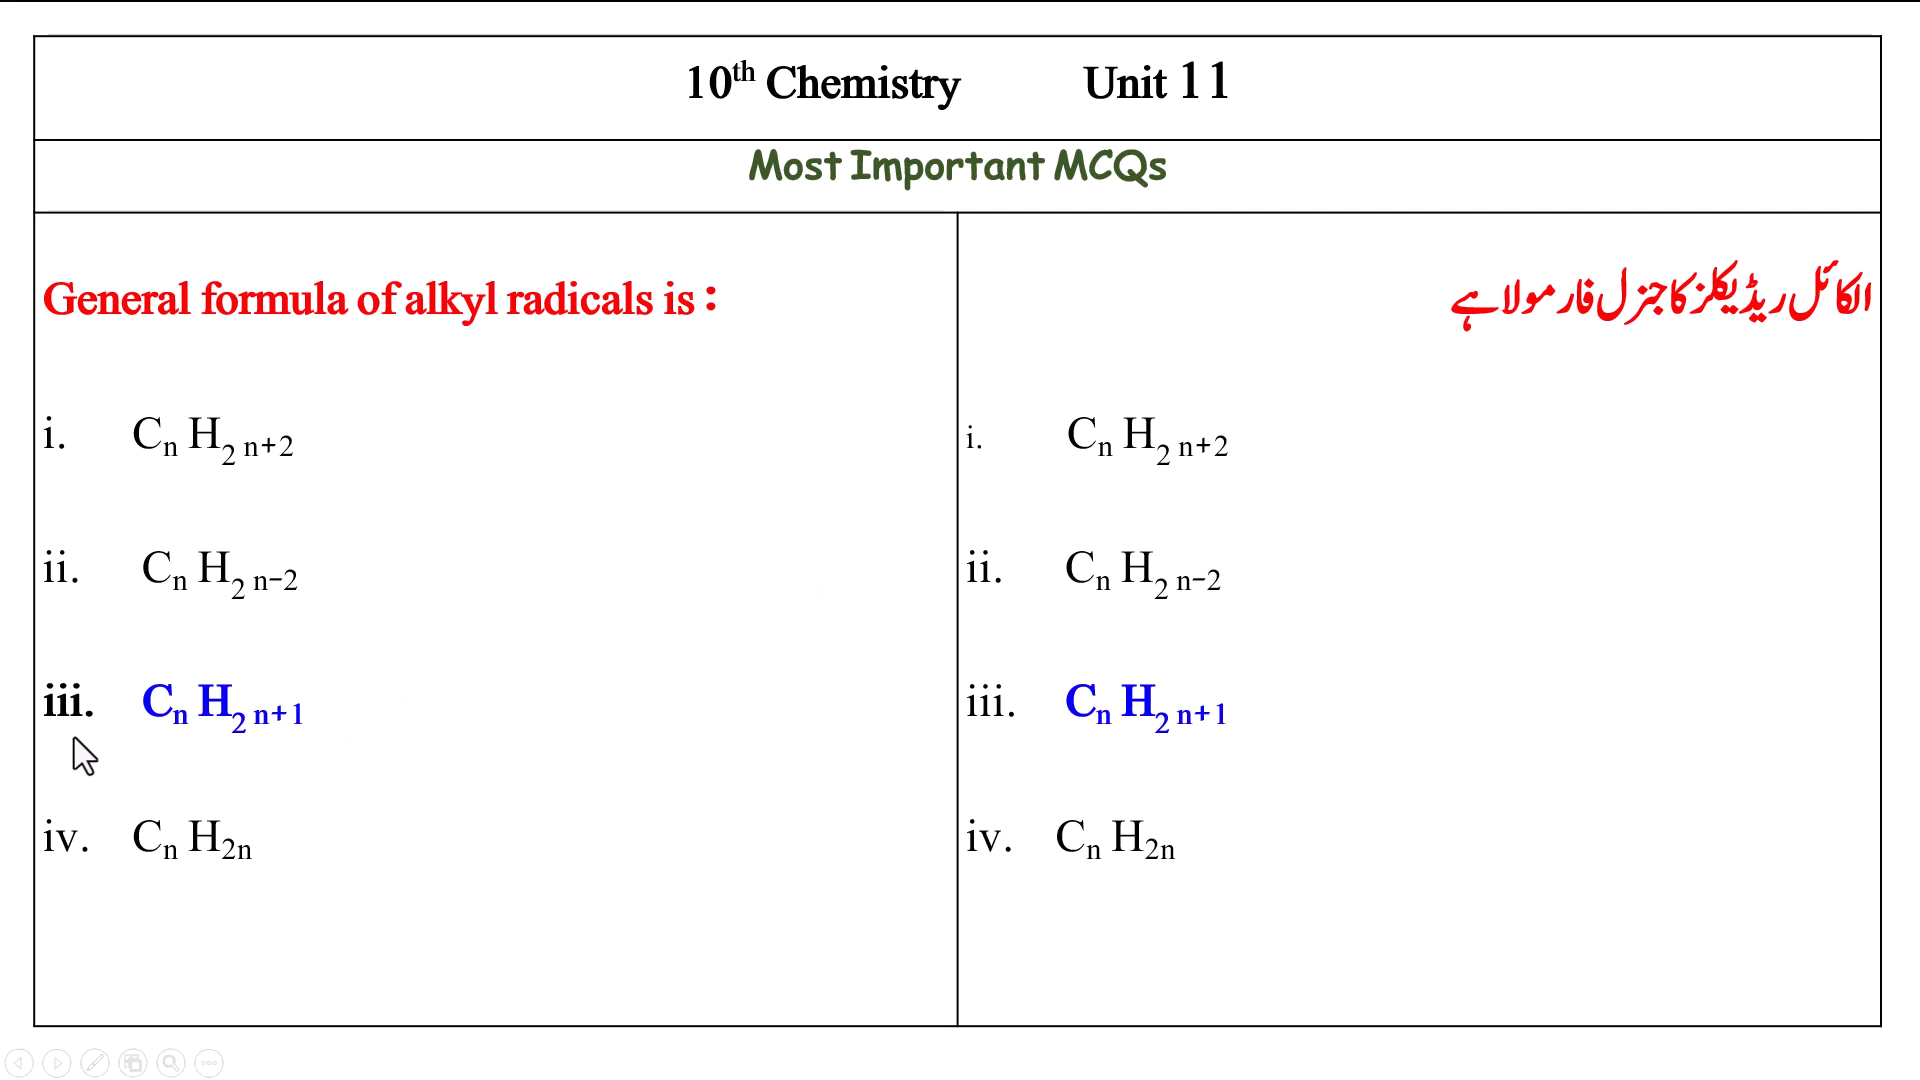 10th Chemistry Unit 11
Most Important MCQs
General formula of alkyl radicals is :
i. Cn H2 n+2
ii. Cn H2 n−2
iii. Cn H2 n+1
iv. Cn H2n
الکائل ریڈیکلز کا جنرل فارمولا ہے
i. Cn H2 n+2
ii. Cn H2 n−2
iii. Cn H2 n+1
iv. Cn H2n